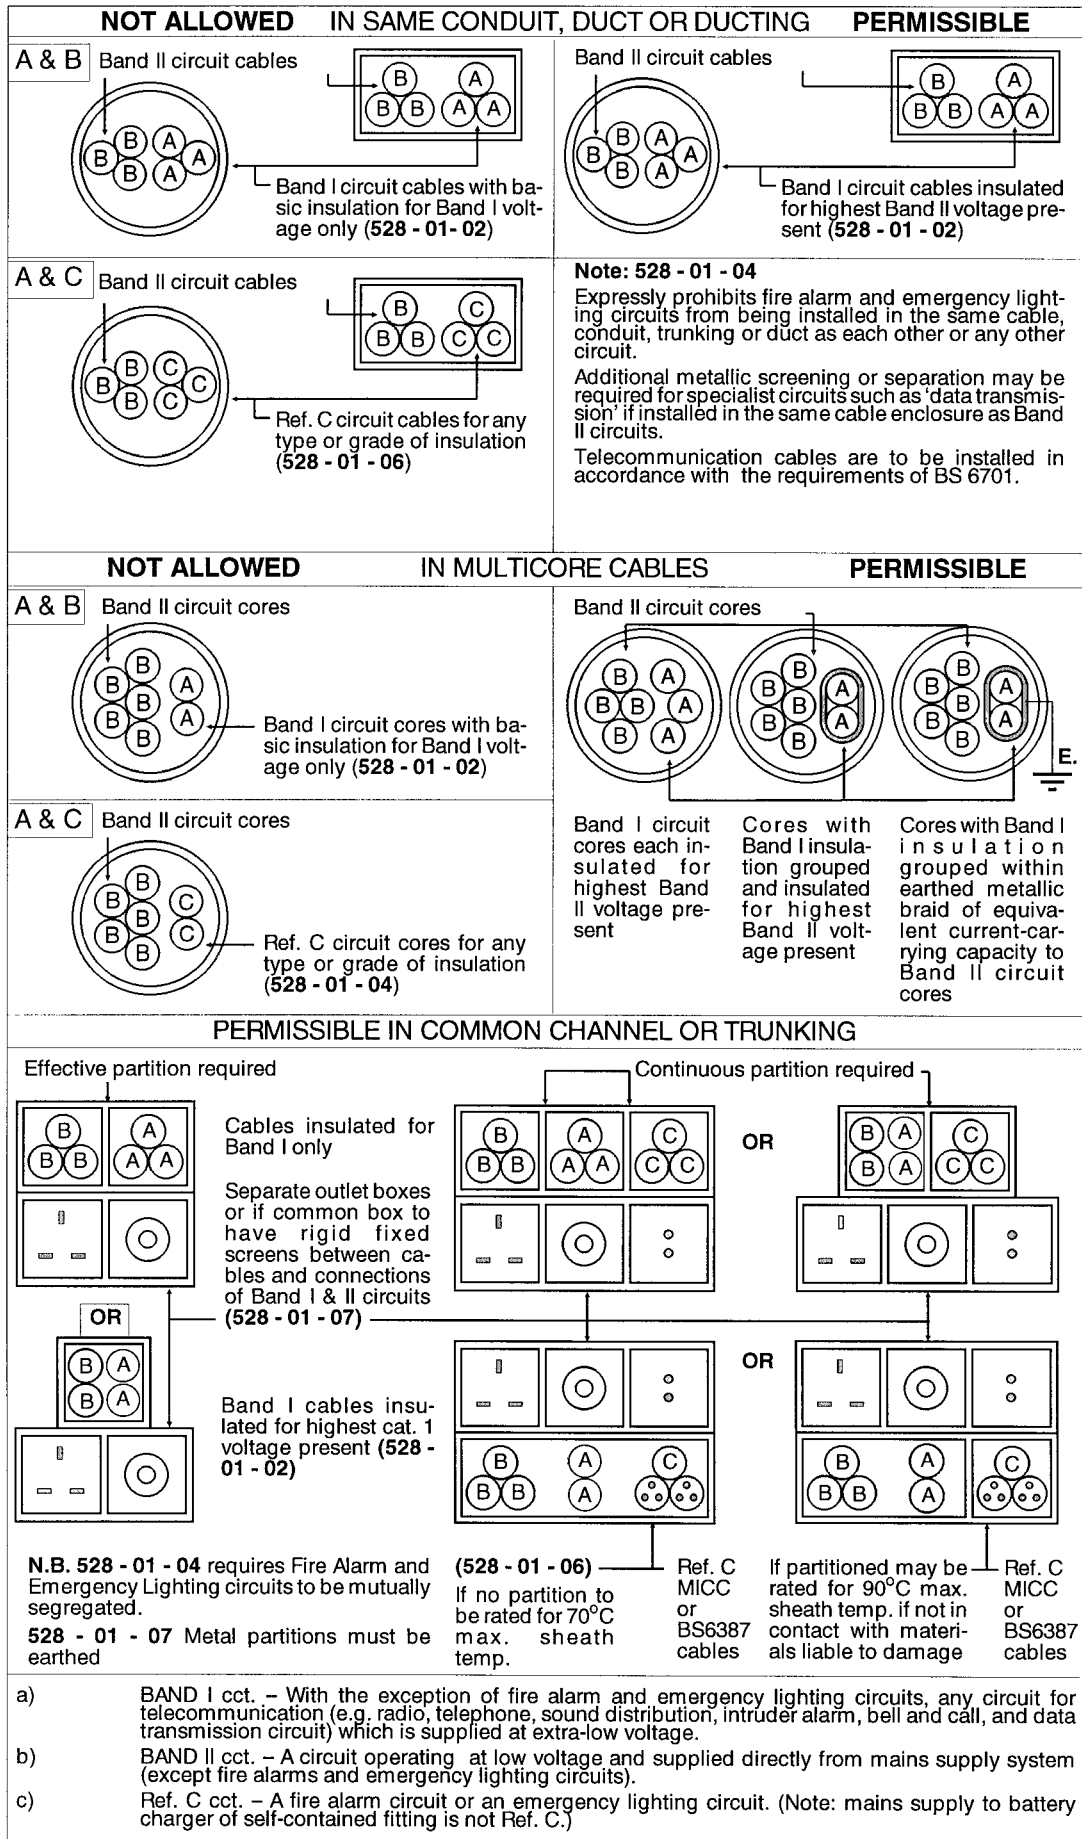 NOT ALLOWED IN SAME CONDUIT, DUCT OR DUCTING PERMISSIBLE
A & B
Band II circuit cables
B
B B
A
A A
B B B A A A
Band I circuit cables with ba-
sic insulation for Band I volt-
age only (528 - 01- 02)
Band II circuit cables
B
B B
A
A A
B B B A A A
Band I circuit cables insulated
for highest Band II voltage pre-
sent (528 - 01 - 02)
A & C
Band II circuit cables
B
B B
C
C C
B B B C C C
Ref. C circuit cables for any
type or grade of insulation
(528 - 01 - 06)
Note: 528 - 01 - 04
Expressly prohibits fire alarm and emergency light-
ing circuits from being installed in the same cable,
conduit, trunking or duct as each other or any other
circuit.
Additional metallic screening or separation may be
required for specialist circuits such as 'data transmis-
sion' if installed in the same cable enclosure as Band
II circuits.
Telecommunication cables are to be installed in
accordance with the requirements of BS 6701.
NOT ALLOWED IN MULTICORE CABLES PERMISSIBLE
A & B
Band II circuit cores
B
B A
B
B A
B
Band I circuit cores with ba-
sic insulation for Band I volt-
age only (528 - 01 - 02)
A & C
Band II circuit cores
B
B C
B
B C
B
Ref. C circuit cores for any
type or grade of insulation
(528 - 01 - 04)
Band II circuit cores
B A
B B A
B A
B
B A
B
B A
B
B
B A
B
B A
B
E.
Band I circuit
cores each in-
sulated for
highest Band
II voltage pre-
sent
Cores with
Band I insula-
tion grouped
and insulated
for highest
Band II volt-
age present
Cores with Band I
insulation
grouped within
earthed metallic
braid of equiva-
lent current-car-
rying capacity to
Band II circuit
cores
PERMISSIBLE IN COMMON CHANNEL OR TRUNKING
Effective partition required
B A
B B A A
OR
B A
B A
Cables insulated for
Band I only
Separate outlet boxes
or if common box to
have rigid fixed
screens between ca-
bles and connections
of Band I & II circuits
(528 - 01 - 07)
Band I cables insu-
lated for highest cat. 1
voltage present (528 -
01 - 02)
Continuous partition required
B A C
B B A A C C
OR
B A C
B A C C
OR
B A C
B B A
B A C
B B A
N.B. 528 - 01 - 04 requires Fire Alarm and
Emergency Lighting circuits to be mutually
segregated.
528 - 01 - 07 Metal partitions must be
earthed
(528 - 01 - 06)
If no partition to
be rated for 70°C
max. sheath
temp.
Ref. C
MICC
or
BS6387
cables
If partitioned may be
rated for 90°C max.
sheath temp. if not in
contact with materi-
als liable to damage
Ref. C
MICC
or
BS6387
cables
a) BAND I cct. – With the exception of fire alarm and emergency lighting circuits, any circuit for
telecommunication (e.g. radio, telephone, sound distribution, intruder alarm, bell and call, and data
transmission circuit) which is supplied at extra-low voltage.
b) BAND II cct. – A circuit operating at low voltage and supplied directly from mains supply system
(except fire alarms and emergency lighting circuits).
c) Ref. C cct. – A fire alarm circuit or an emergency lighting circuit. (Note: mains supply to battery
charger of self-contained fitting is not Ref. C.)